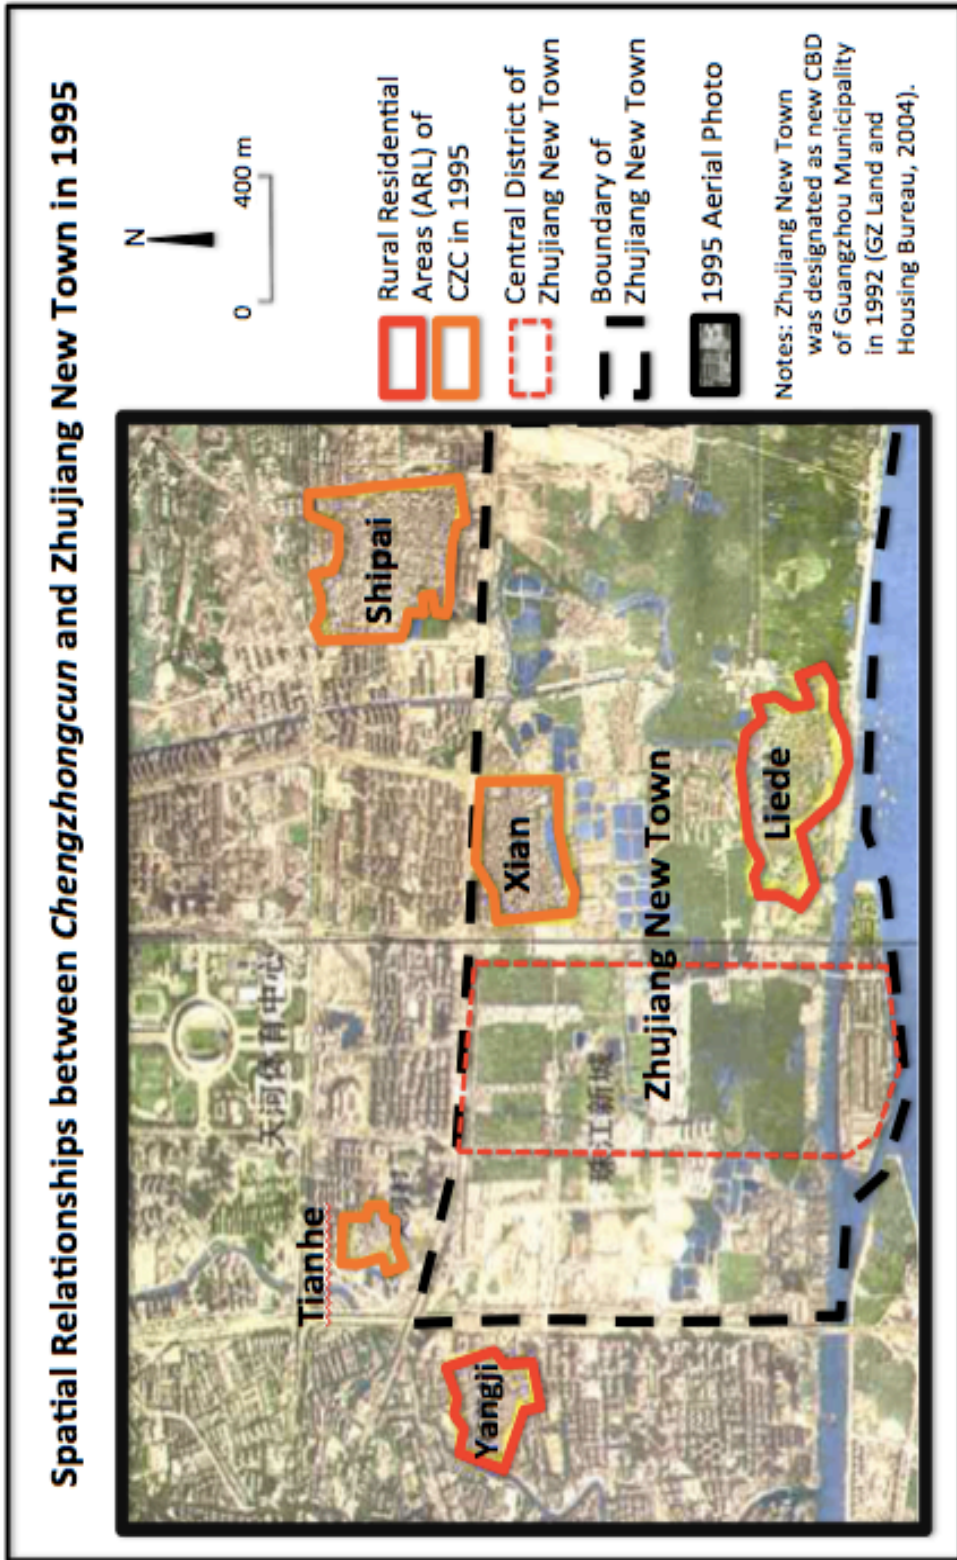 Spatial Relationships between Chengzhongcun and Zhujiang New Town in 1995
N
0 400 m
Rural Residential
Areas (ARL) of
CZC in 1995
Central District of
Zhujiang New Town
Boundary of
Zhujiang New Town
1995 Aerial Photo
Notes: Zhujiang New Town
was designated as new CBD
of Guangzhou Municipality
in 1992 (GZ Land and
Housing Bureau, 2004).
天河体育中心
Tianhe
Shipai
Yangji
Xian
珠江新城
Zhujiang New Town
Liede